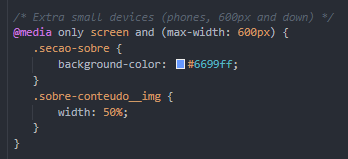 /* Extra small devices (phones, 600px and down) */
@media only screen and (max-width: 600px) {
.secao-sobre {
background-color: #6699ff;
}
.sobre-conteudo__img {
width: 50%;
}
}